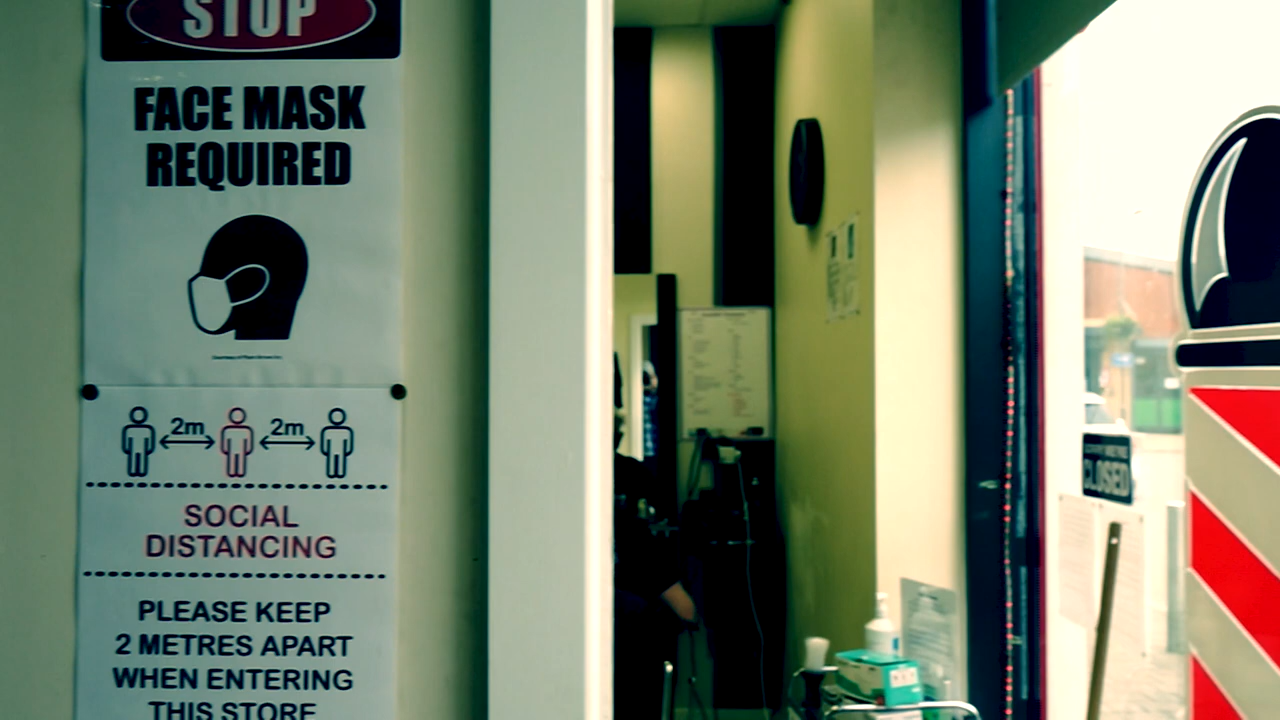 STOP
FACE MASK
REQUIRED
2m
2m
SOCIAL
DISTANCING
PLEASE KEEP
2 METRES APART
WHEN ENTERING
THIS STORE
CLOSED